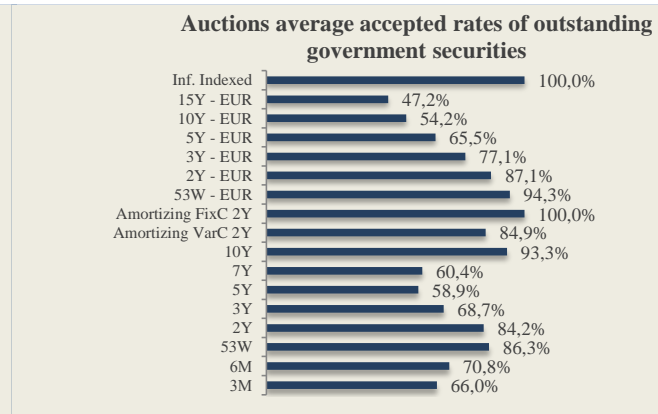 Auctions average accepted rates of outstanding
government securities
Inf. Indexed 100,0%
15Y - EUR 47,2%
10Y - EUR 54,2%
5Y - EUR 65,5%
3Y - EUR 77,1%
2Y - EUR 87,1%
53W - EUR 94,3%
Amortizing FixC 2Y 100,0%
Amortizing VarC 2Y 84,9%
10Y 93,3%
7Y 60,4%
5Y 58,9%
3Y 68,7%
2Y 84,2%
53W 86,3%
6M 70,8%
3M 66,0%